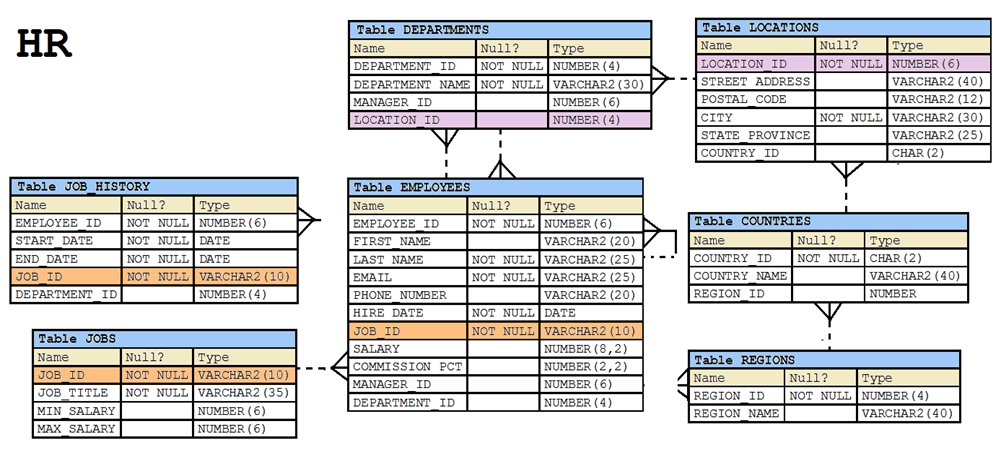 HR
Table DEPARTMENTS
Name Null? Type
DEPARTMENT_ID NOT NULL NUMBER(4)
DEPARTMENT_NAME NOT NULL VARCHAR2(30)
MANAGER_ID NUMBER(6)
LOCATION_ID NUMBER(4)
Table LOCATIONS
Name Null? Type
LOCATION_ID NOT NULL NUMBER(6)
STREET_ADDRESS VARCHAR2(40)
POSTAL_CODE VARCHAR2(12)
CITY NOT NULL VARCHAR2(30)
STATE_PROVINCE VARCHAR2(25)
COUNTRY_ID CHAR(2)
Table JOB_HISTORY
Name Null? Type
EMPLOYEE_ID NOT NULL NUMBER(6)
START_DATE NOT NULL DATE
END_DATE NOT NULL DATE
JOB_ID NOT NULL VARCHAR2(10)
DEPARTMENT_ID NUMBER(4)
Table EMPLOYEES
Name Null? Type
EMPLOYEE_ID NOT NULL NUMBER(6)
FIRST_NAME VARCHAR2(20)
LAST_NAME NOT NULL VARCHAR2(25)
EMAIL NOT NULL VARCHAR2(25)
PHONE_NUMBER VARCHAR2(20)
HIRE_DATE NOT NULL DATE
JOB_ID NOT NULL VARCHAR2(10)
SALARY NUMBER(8,2)
COMMISSION_PCT NUMBER(2,2)
MANAGER_ID NUMBER(6)
DEPARTMENT_ID NUMBER(4)
Table COUNTRIES
Name Null? Type
COUNTRY_ID NOT NULL CHAR(2)
COUNTRY_NAME VARCHAR2(40)
REGION_ID NUMBER
Table JOBS
Name Null? Type
JOB_ID NOT NULL VARCHAR2(10)
JOB_TITLE NOT NULL VARCHAR2(35)
MIN_SALARY NUMBER(6)
MAX_SALARY NUMBER(6)
Table REGIONS
Name Null? Type
REGION_ID NOT NULL NUMBER(4)
REGION_NAME VARCHAR2(40)